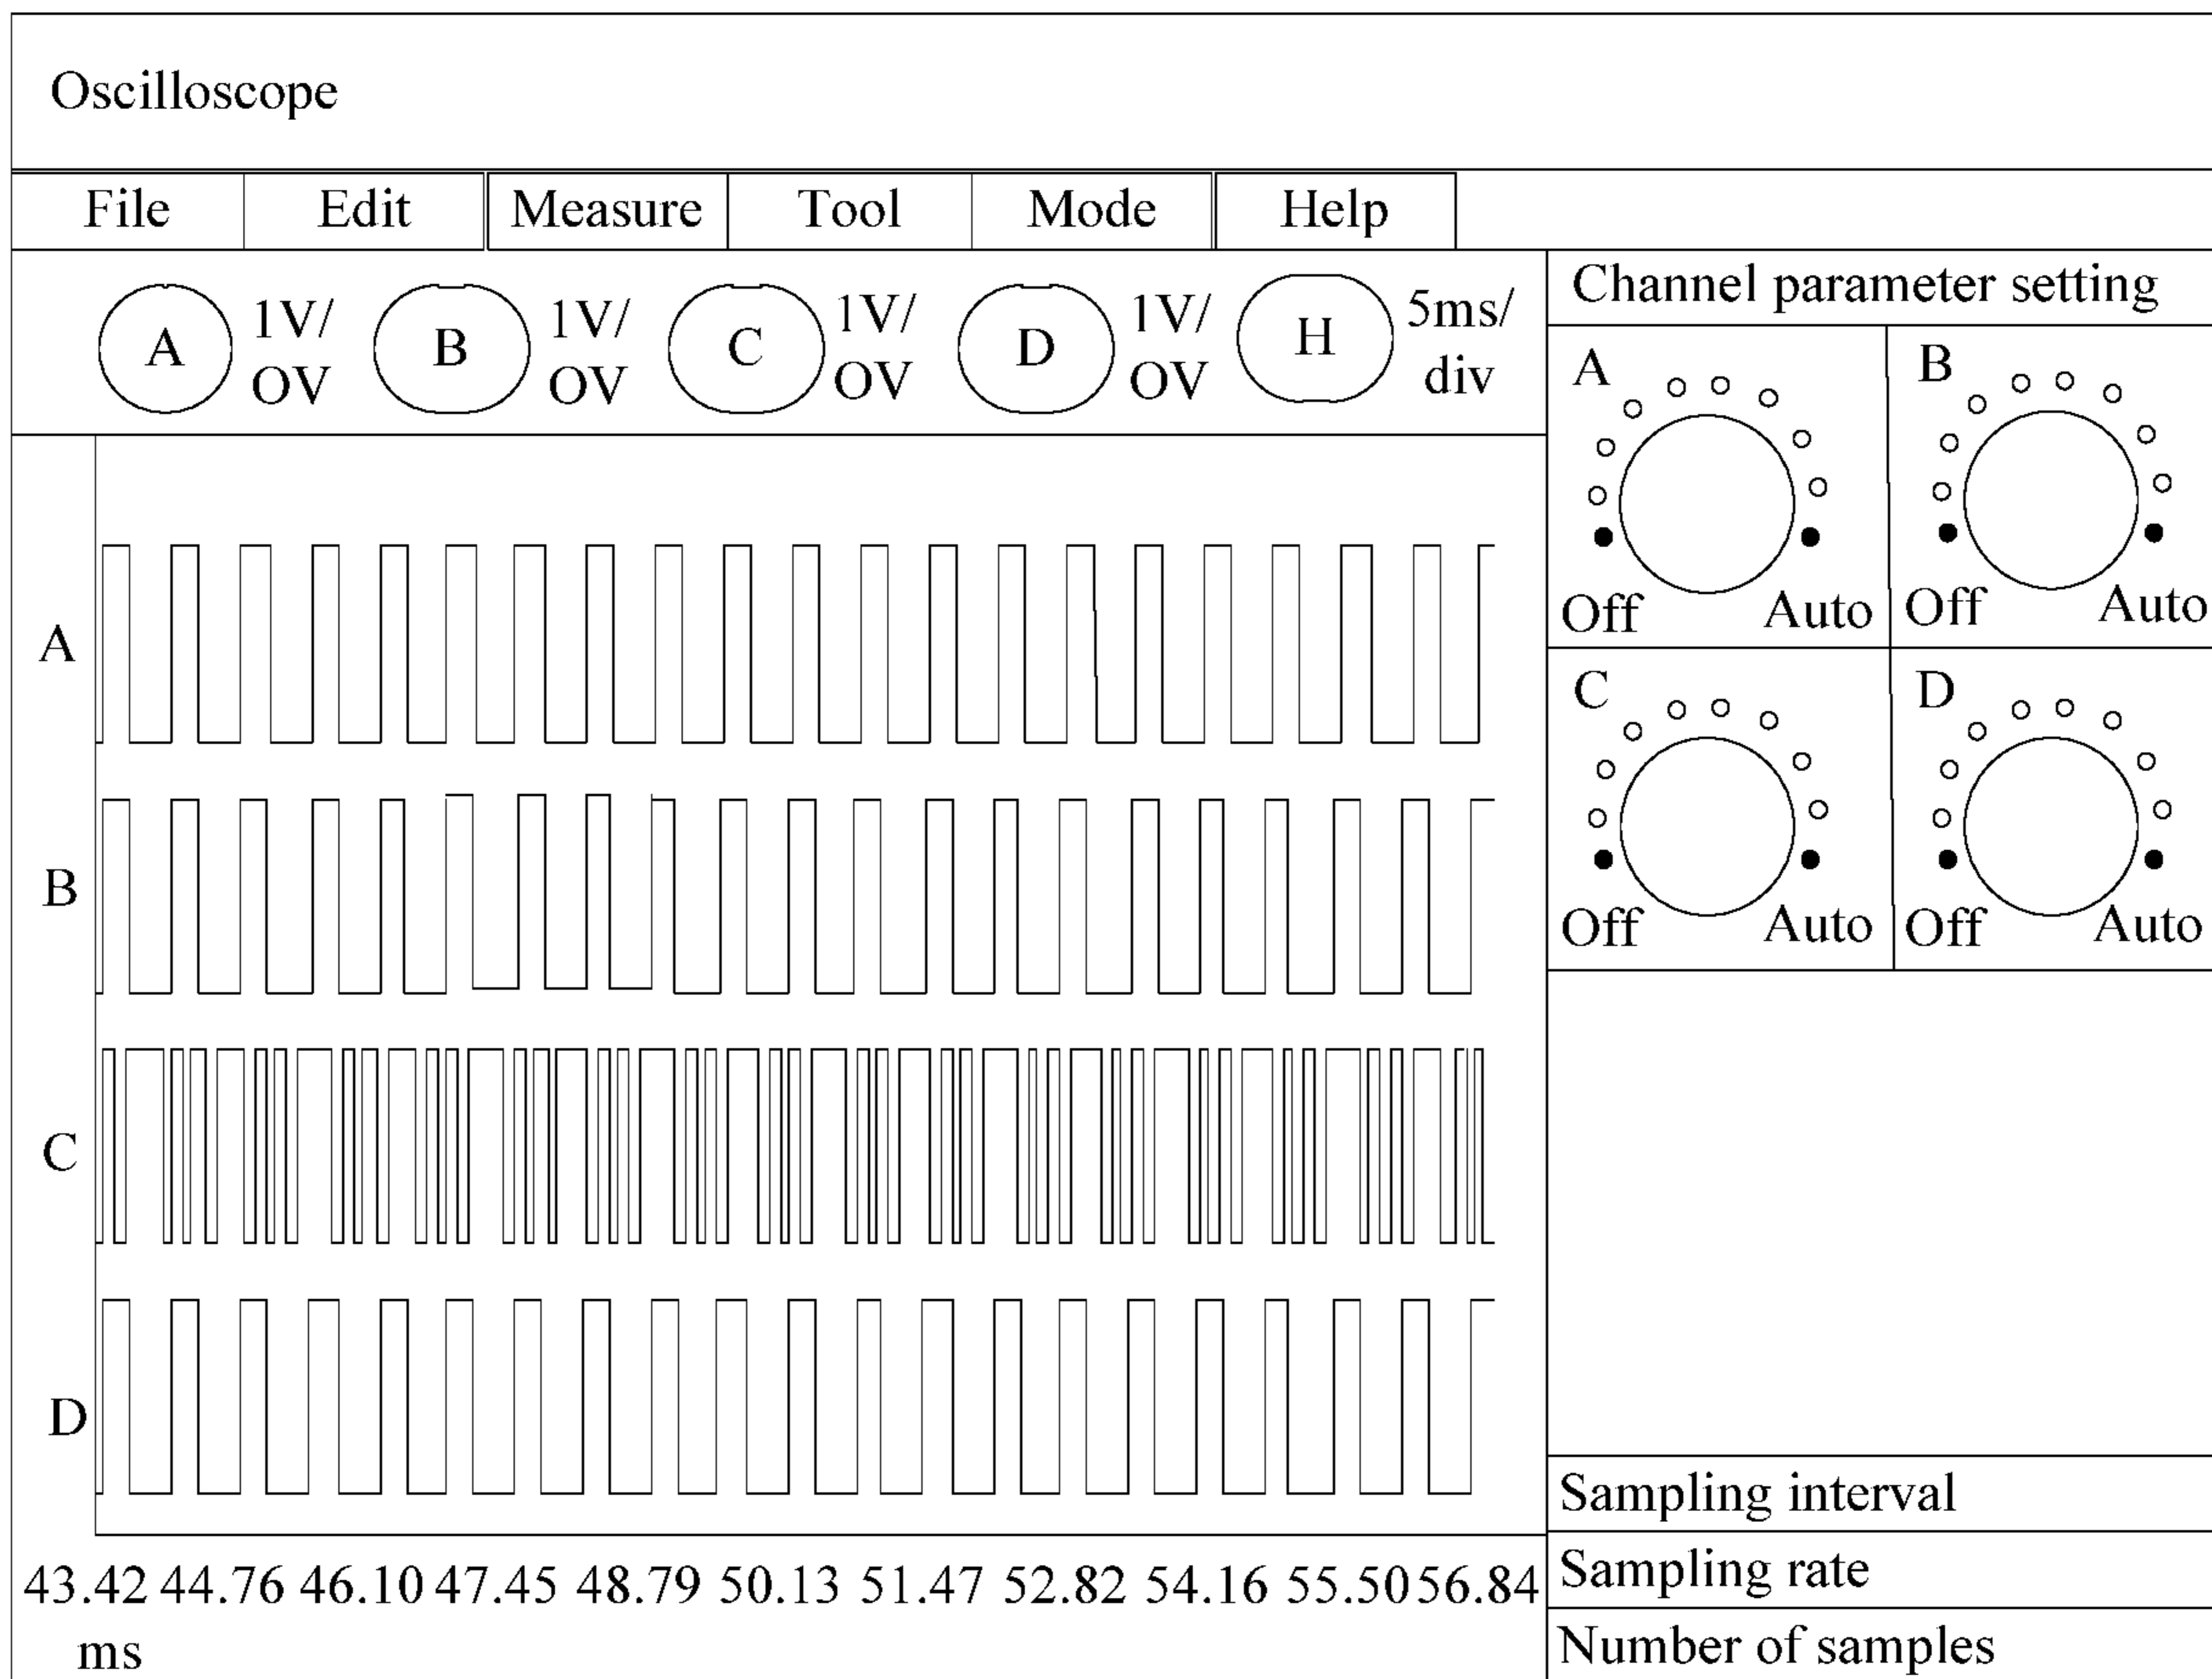 Oscilloscope
File Edit Measure Tool Mode Help
A 1V/ OV B 1V/ OV C 1V/ OV D 1V/ OV H 5ms/ div
Channel parameter setting
A
Off Auto
B
Off Auto
C
Off Auto
D
Off Auto
A
B
C
D
43.42 44.76 46.10 47.45 48.79 50.13 51.47 52.82 54.16 55.50 56.84
ms
Sampling interval
Sampling rate
Number of samples